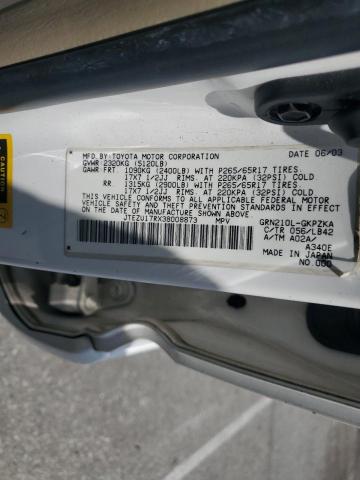 MFD.BY:TOYOTA MOTOR CORPORATION DATE 06/03
GVWR 2320KG (5120LB)
GAWR FRT. 1090KG (2400LB) WITH P265/65R17 TIRES
17X7 1/2JJ RIMS. AT 220KPA (32PSI) COLD
RR. 1315KG (2900LB) WITH P265/65R17 TIRES
17X7 1/2JJ RIMS. AT 220KPA (32PSI) COLD
THIS VEHICLE CONFORMS TO ALL APPLICABLE FEDERAL MOTOR
VEHICLE SAFETY AND THEFT PREVENTION STANDARDS IN
EFFECT ON THE DATE OF MANUFACTURE SHOWN ABOVE.
JTEZU17RX38008873 MPV
GRN210L-GKPZKA
C/TR 056/LB42
A/TM A02A/
A340E
MADE IN JAPAN
NO.000